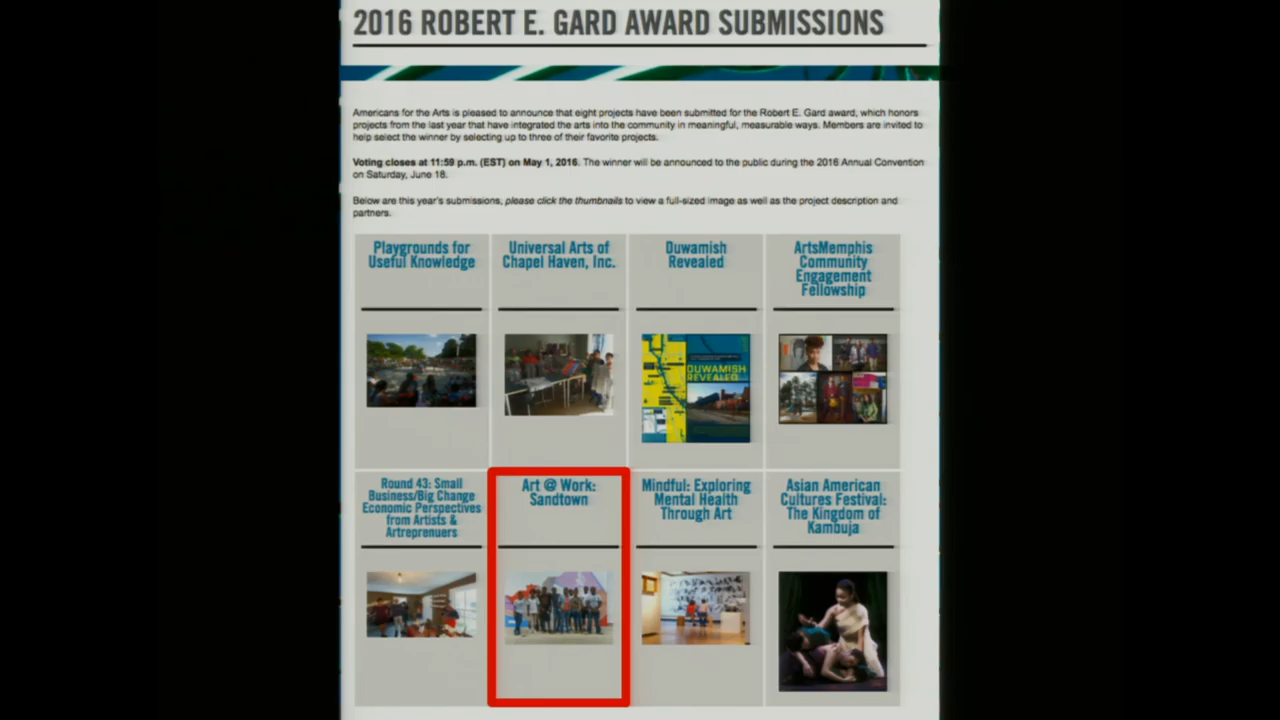 2016 ROBERT E. GARD AWARD SUBMISSIONS
Americans for the Arts is pleased to announce that eight projects have been submitted for the Robert E. Gard award, which honors
projects from the last year that have integrated the arts into the community in meaningful, measurable ways. Members are invited to
help select the winner by selecting up to three of their favorite projects.
Voting closes at 11:59 p.m. (EST) on May 1, 2016. The winner will be announced to the public during the 2016 Annual Convention
on Saturday, June 18.
Below are this year's submissions, please click the thumbnails to view a full-sized image as well as the project description and
partners.
Playgrounds for
Useful Knowledge
Universal Arts of
Chapel Haven, Inc.
Duwamish
Revealed
ArtsMemphis
Community
Engagement
Fellowship
DUWAMISH
REVEALED
Round 43: Small
Business/Big Change
Economic Perspectives
from Artists &
Artreprenuers
Art @ Work:
Sandtown
Mindful: Exploring
Mental Health
Through Art
Asian American
Cultures Festival:
The Kingdom of
Kambuja